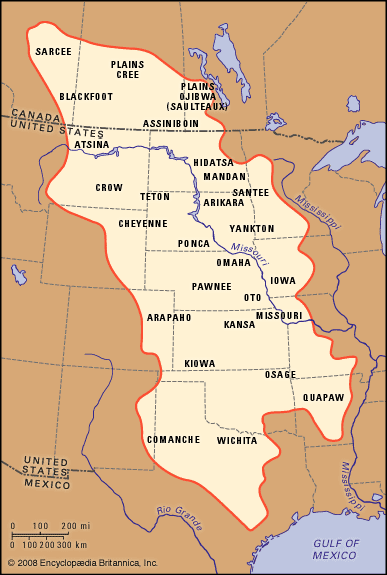 SARCEE
PLAINS
CREE
BLACKFOOT
PLAINS
OJIBWA
(SAULTEAUX)
CANADA
UNITED STATES
ASSINIBOIN
ATSINA
HIDATSA
MANDAN
CROW
TETON
ARIKARA
SANTEE
Mississippi
CHEYENNE
YANKTON
PONCA
Missouri
OMAHA
PAWNEE
IOWA
OTO
ARAPAHO
KANSA
MISSOURI
KIOWA
OSAGE
QUAPAW
COMANCHE
WICHITA
UNITED
STATES
MEXICO
Mississippi
Rio Grande
0 100 200 mi
0 100 200 300 km
GULF OF
MEXICO
© 2008 Encyclopædia Britannica, Inc.